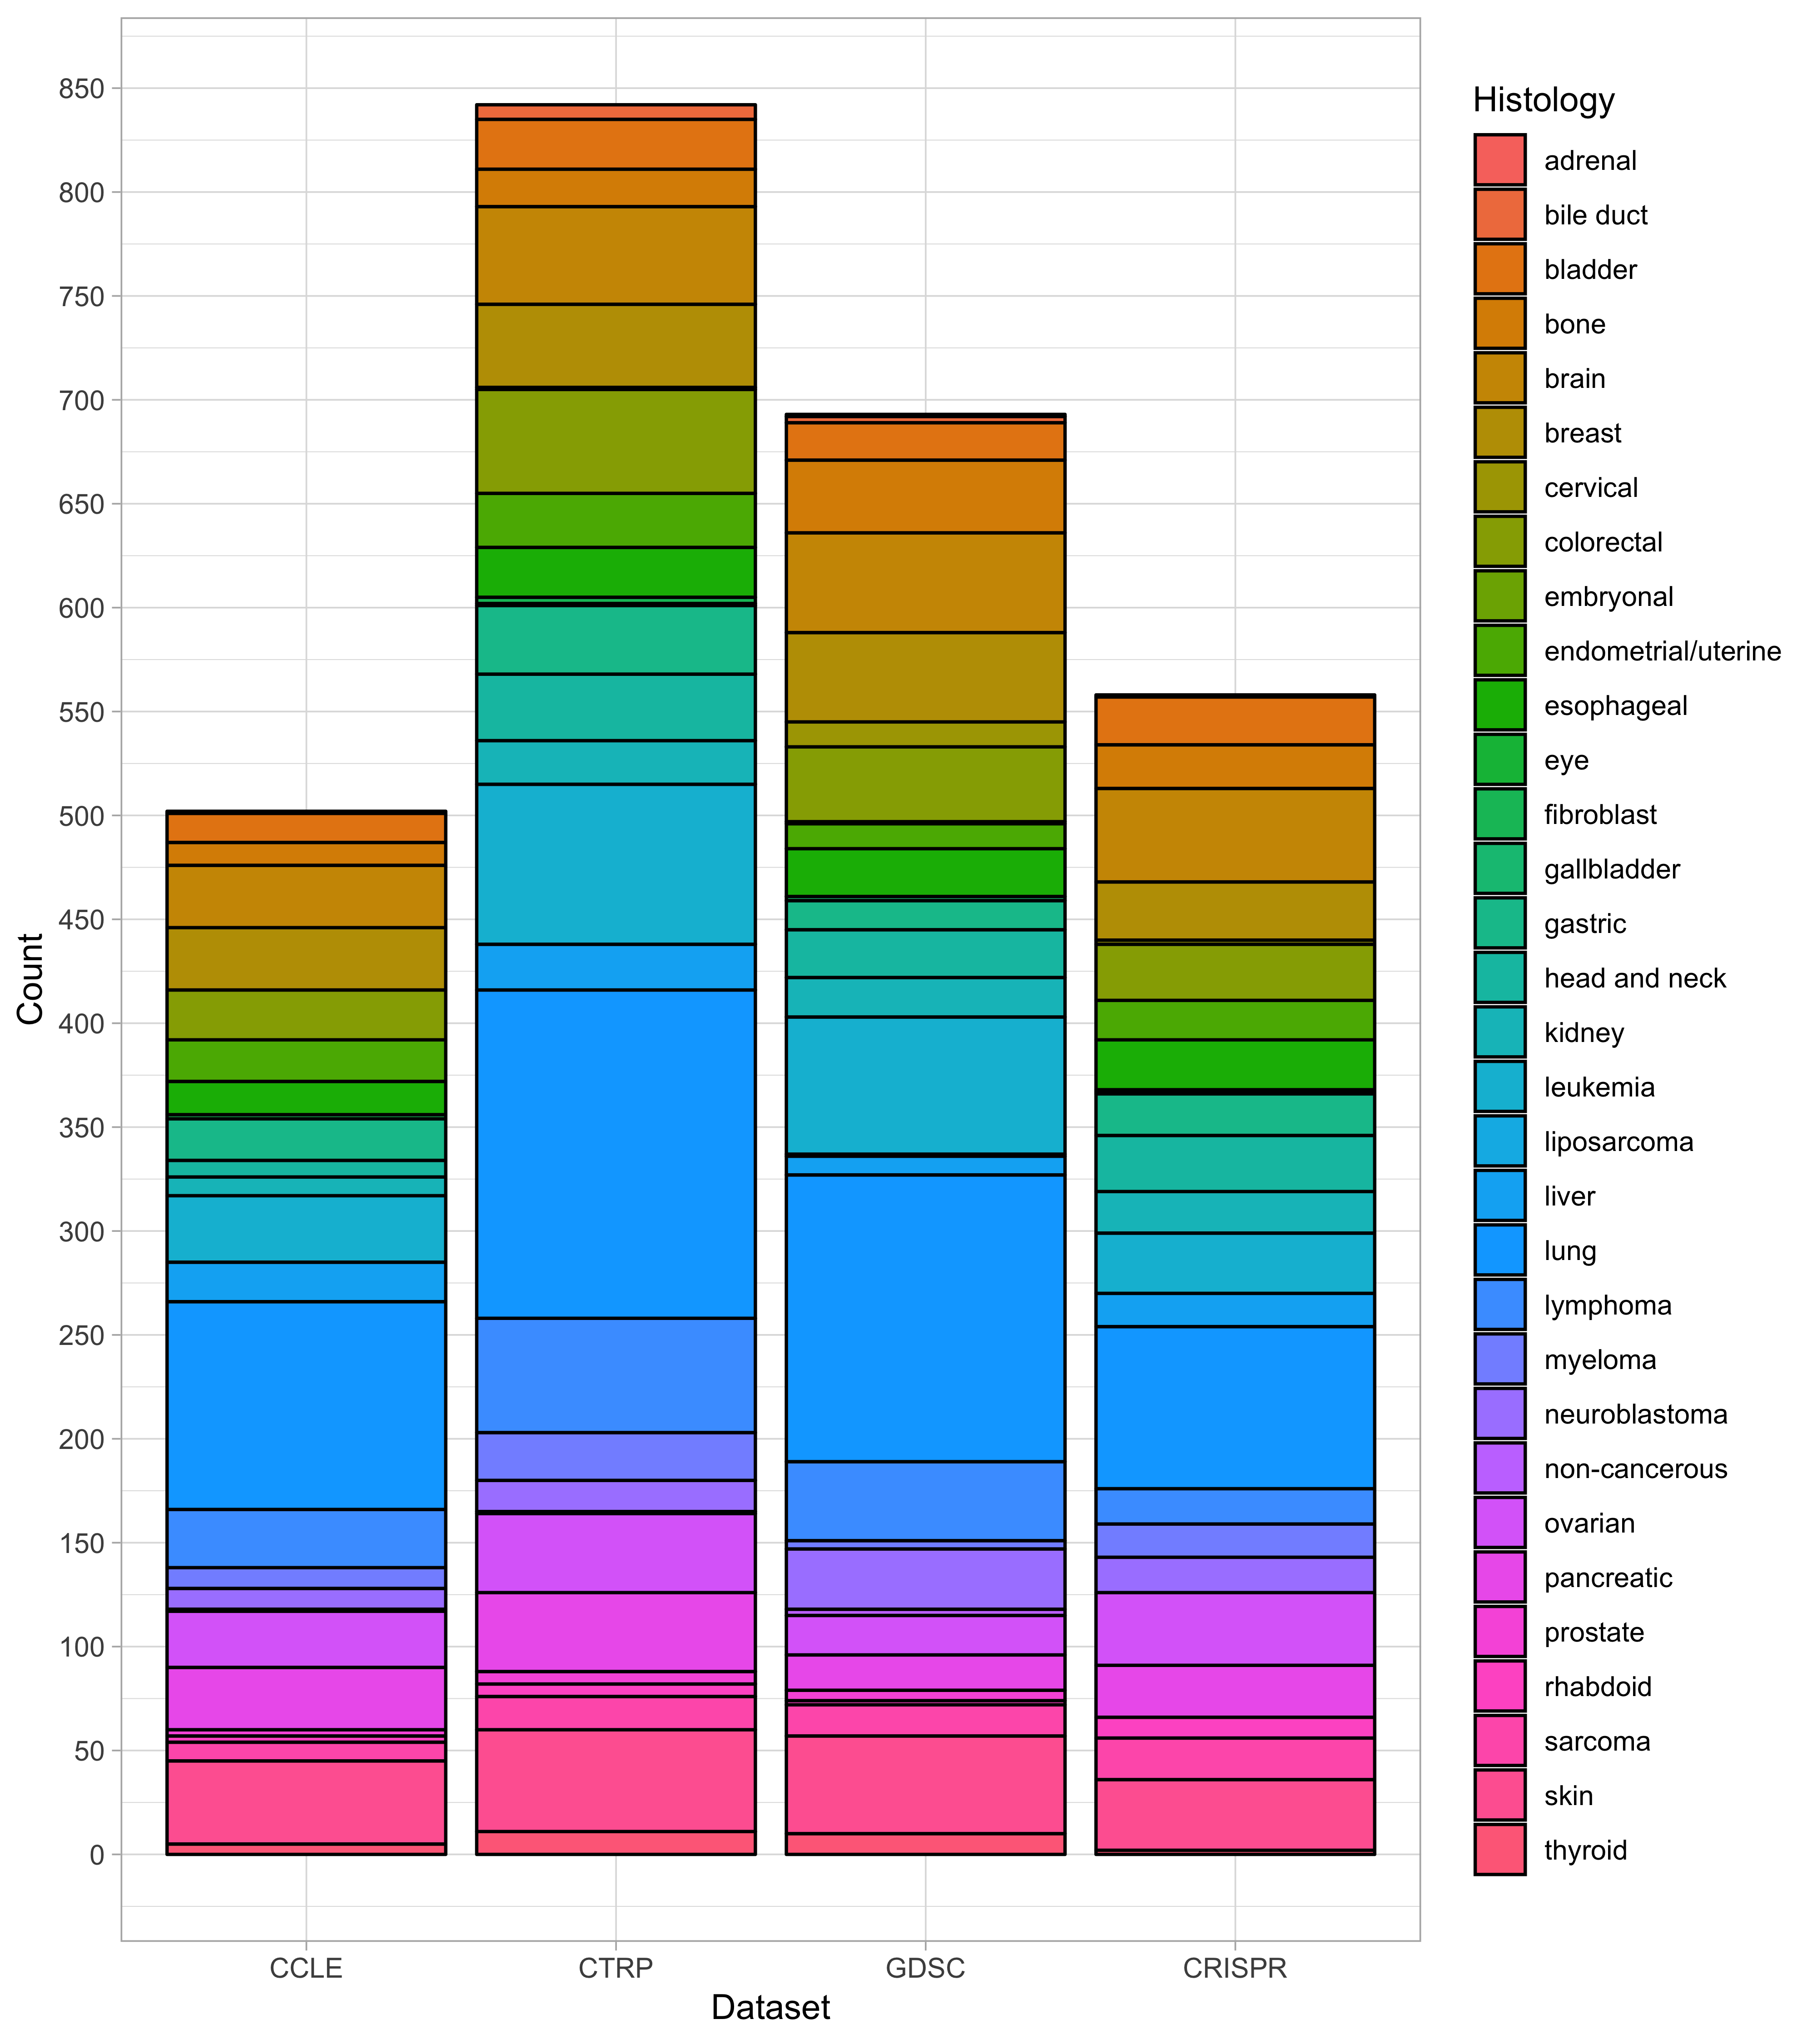 850
800
750
700
650
600
550
500
450
400
350
300
250
200
150
100
50
0
Count
CCLE CTRP GDSC CRISPR
Dataset
Histology
adrenal
bile duct
bladder
bone
brain
breast
cervical
colorectal
embryonal
endometrial/uterine
esophageal
eye
fibroblast
gallbladder
gastric
head and neck
kidney
leukemia
liposarcoma
liver
lung
lymphoma
myeloma
neuroblastoma
non-cancerous
ovarian
pancreatic
prostate
rhabdoid
sarcoma
skin
thyroid